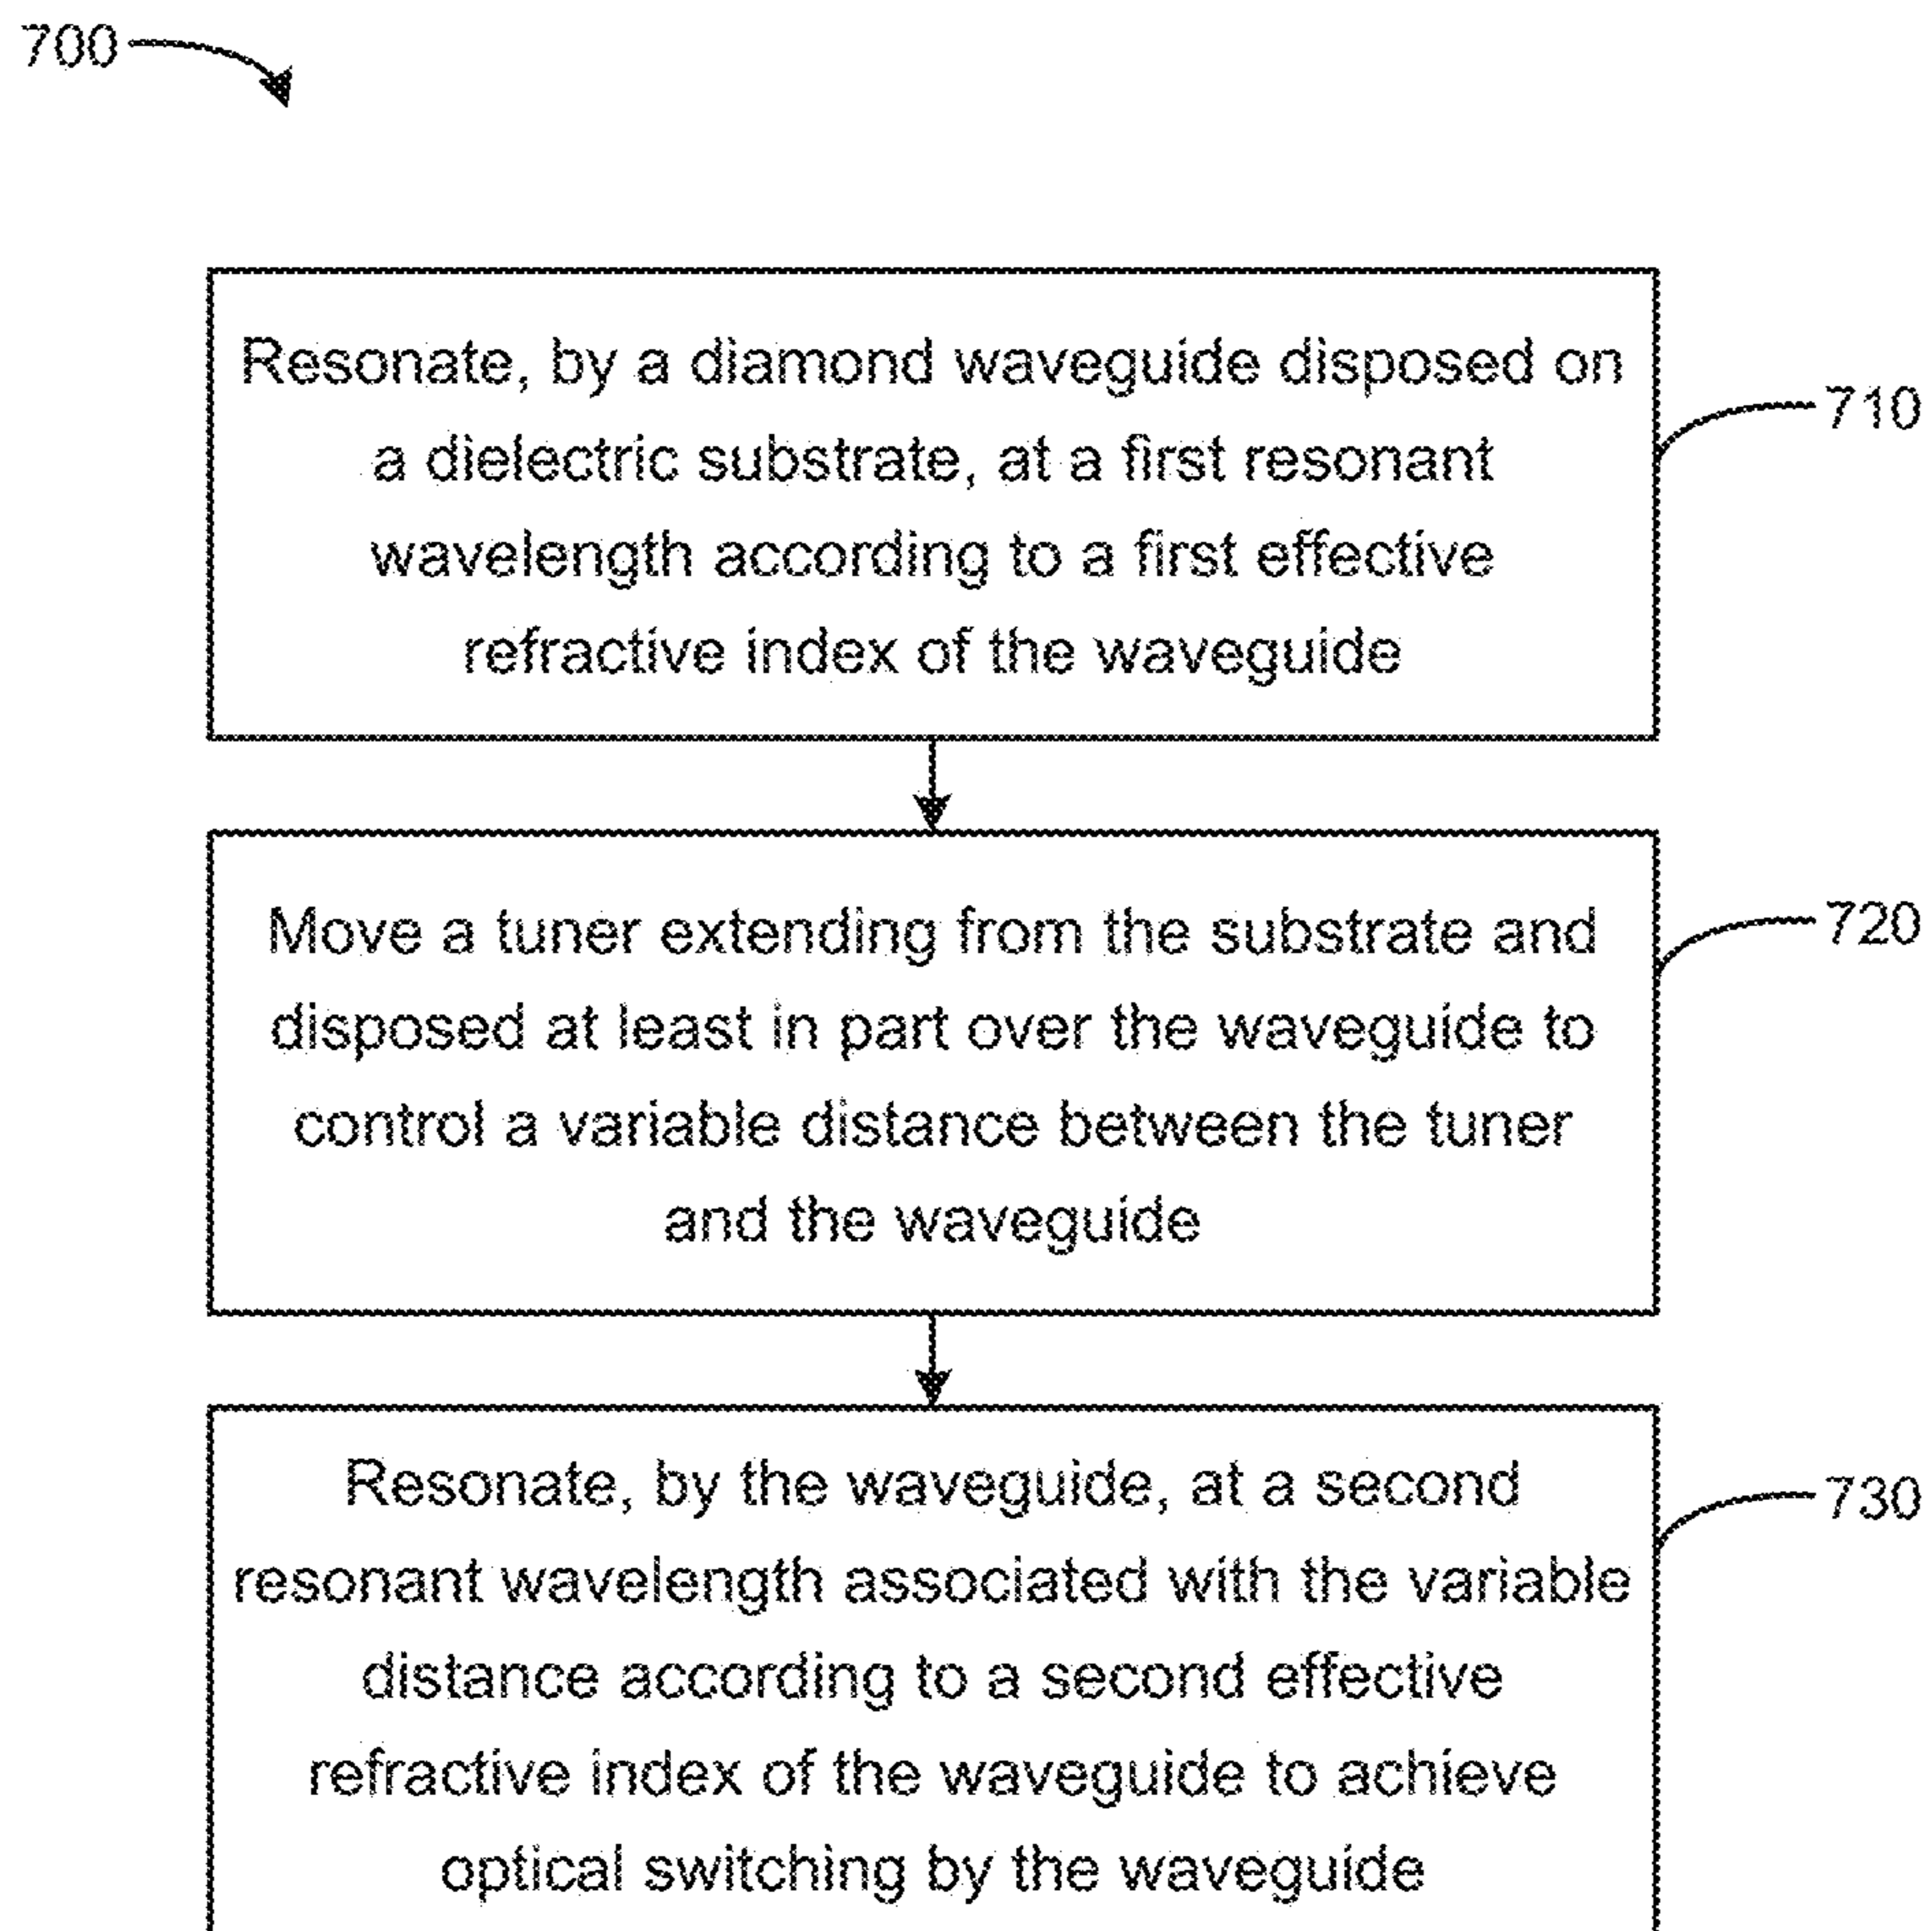 700
Resonate, by a diamond waveguide disposed on
a dielectric substrate, at a first resonant
wavelength according to a first effective
refractive index of the waveguide
710
Move a tuner extending from the substrate and
disposed at least in part over the waveguide to
control a variable distance between the tuner
and the waveguide
720
Resonate, by the waveguide, at a second
resonant wavelength associated with the variable
distance according to a second effective
refractive index of the waveguide to achieve
optical switching by the waveguide
730